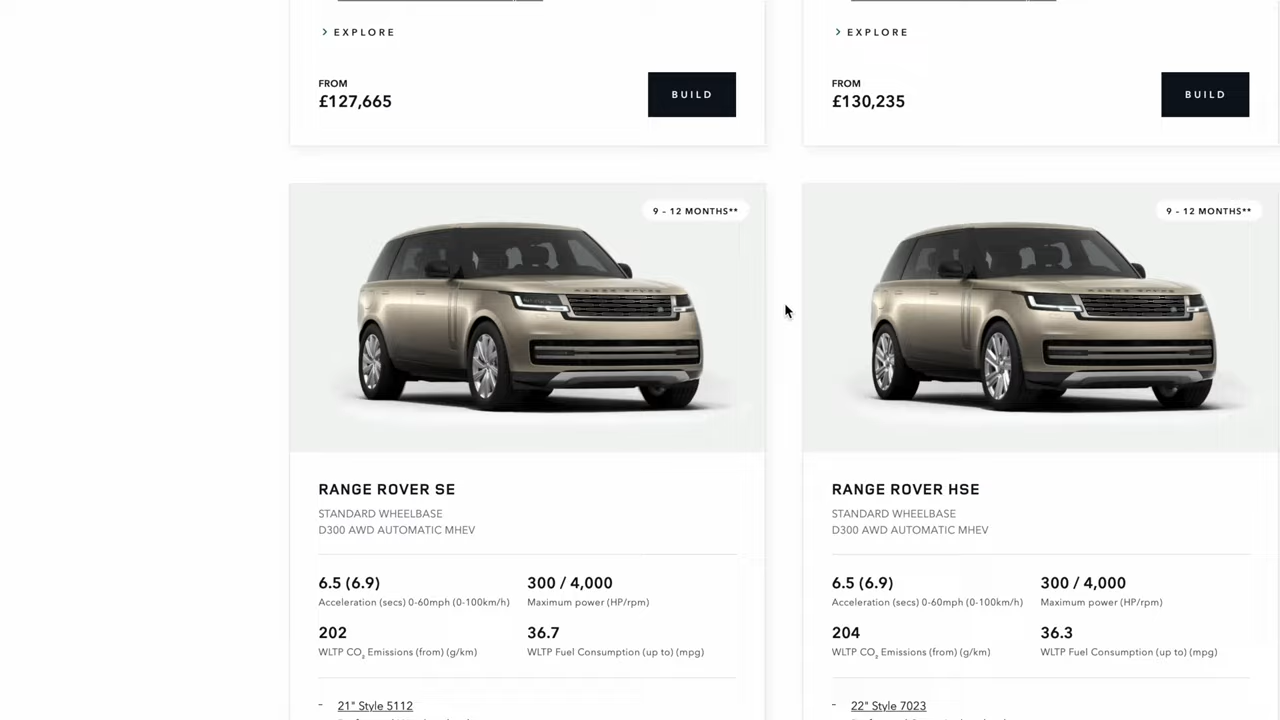 EXPLORE
EXPLORE
FROM
£127,665
BUILD
FROM
£130,235
BUILD
9 – 12 MONTHS**
9 – 12 MONTHS**
RANGE ROVER SE
STANDARD WHEELBASE
D300 AWD AUTOMATIC MHEV
6.5 (6.9)
Acceleration (secs) 0-60mph (0-100km/h)
300 / 4,000
Maximum power (HP/rpm)
202
WLTP CO₂ Emissions (from) (g/km)
36.7
WLTP Fuel Consumption (up to) (mpg)
- 21" Style 5112
RANGE ROVER HSE
STANDARD WHEELBASE
D300 AWD AUTOMATIC MHEV
6.5 (6.9)
Acceleration (secs) 0-60mph (0-100km/h)
300 / 4,000
Maximum power (HP/rpm)
204
WLTP CO₂ Emissions (from) (g/km)
36.3
WLTP Fuel Consumption (up to) (mpg)
- 22" Style 7023